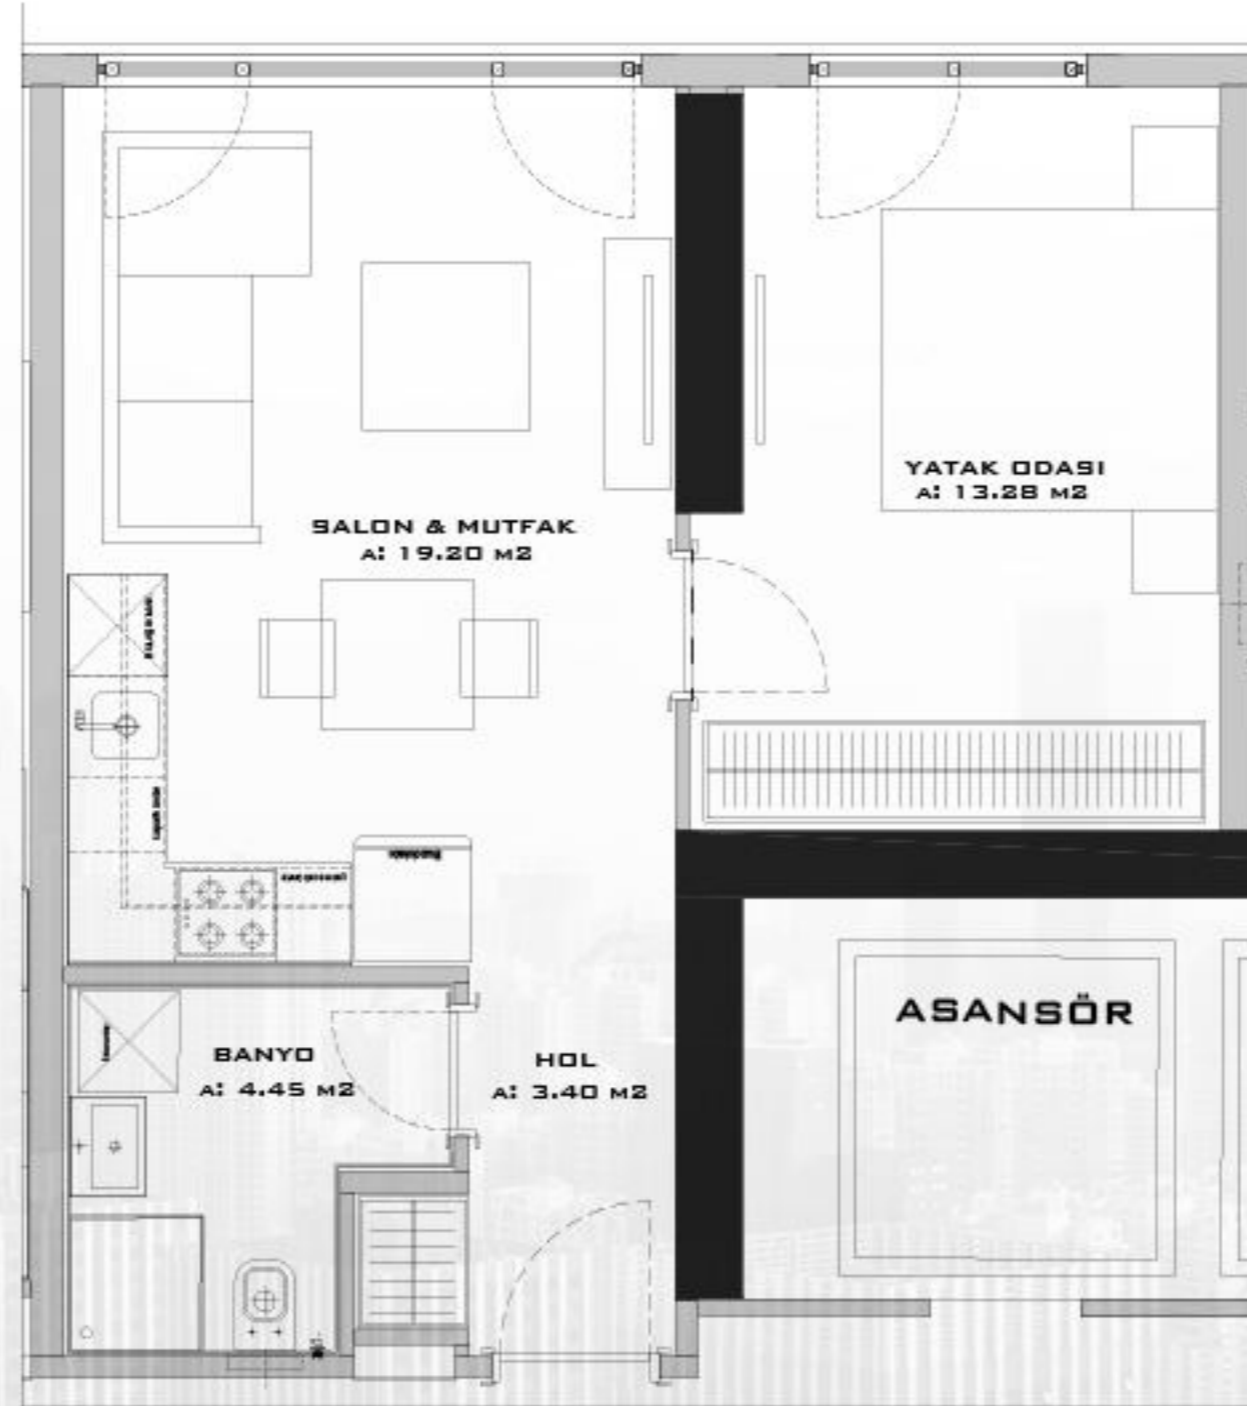 YATAK ODASI
A: 13.28 M2
SALON & MUTFAK
A: 19.20 M2
ASANSÖR
BANYO
A: 4.45 M2
HOL
A: 3.40 M2